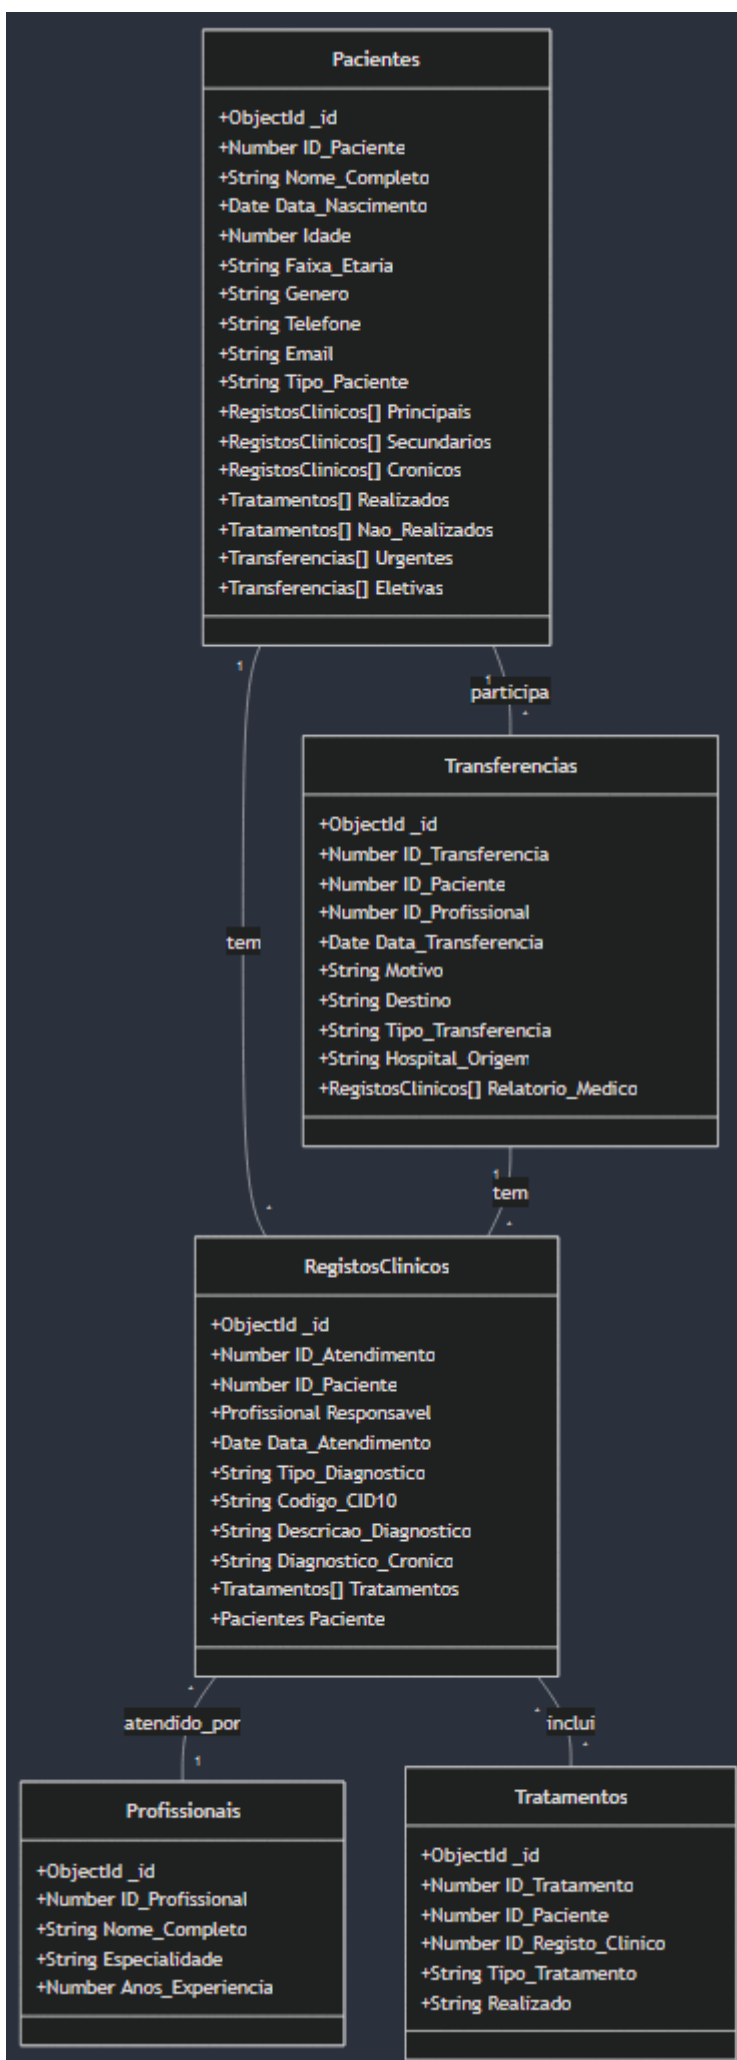 Pacientes
+ObjectId _id
+Number ID_Paciente
+String Nome_Completo
+Date Data_Nascimento
+Number Idade
+String Faixa_Etaria
+String Genero
+String Telefone
+String Email
+String Tipo_Paciente
+RegistosClinicos[] Principais
+RegistosClinicos[] Secundarios
+RegistosClinicos[] Cronicos
+Tratamentos[] Realizados
+Tratamentos[] Nao_Realizados
+Transferencias[] Urgentes
+Transferencias[] Eletivas
1
1
participa
*
Transferencias
+ObjectId _id
+Number ID_Transferencia
+Number ID_Paciente
+Number ID_Profissional
+Date Data_Transferencia
+String Motivo
+String Destino
+String Tipo_Transferencia
+String Hospital_Origem
+RegistosClinicos[] Relatorio_Medico
tem
1
tem
*
*
RegistosClinicos
+ObjectId _id
+Number ID_Atendimento
+Number ID_Paciente
+Profissional Responsavel
+Date Data_Atendimento
+String Tipo_Diagnostico
+String Codigo_CID10
+String Descricao_Diagnostico
+String Diagnostico_Cronico
+Tratamentos[] Tratamentos
+Pacientes Paciente
*
atendido_por
1
*
inclui
*
Profissionais
+ObjectId _id
+Number ID_Profissional
+String Nome_Completo
+String Especialidade
+Number Anos_Experiencia
Tratamentos
+ObjectId _id
+Number ID_Tratamento
+Number ID_Paciente
+Number ID_Registo_Clinico
+String Tipo_Tratamento
+String Realizado